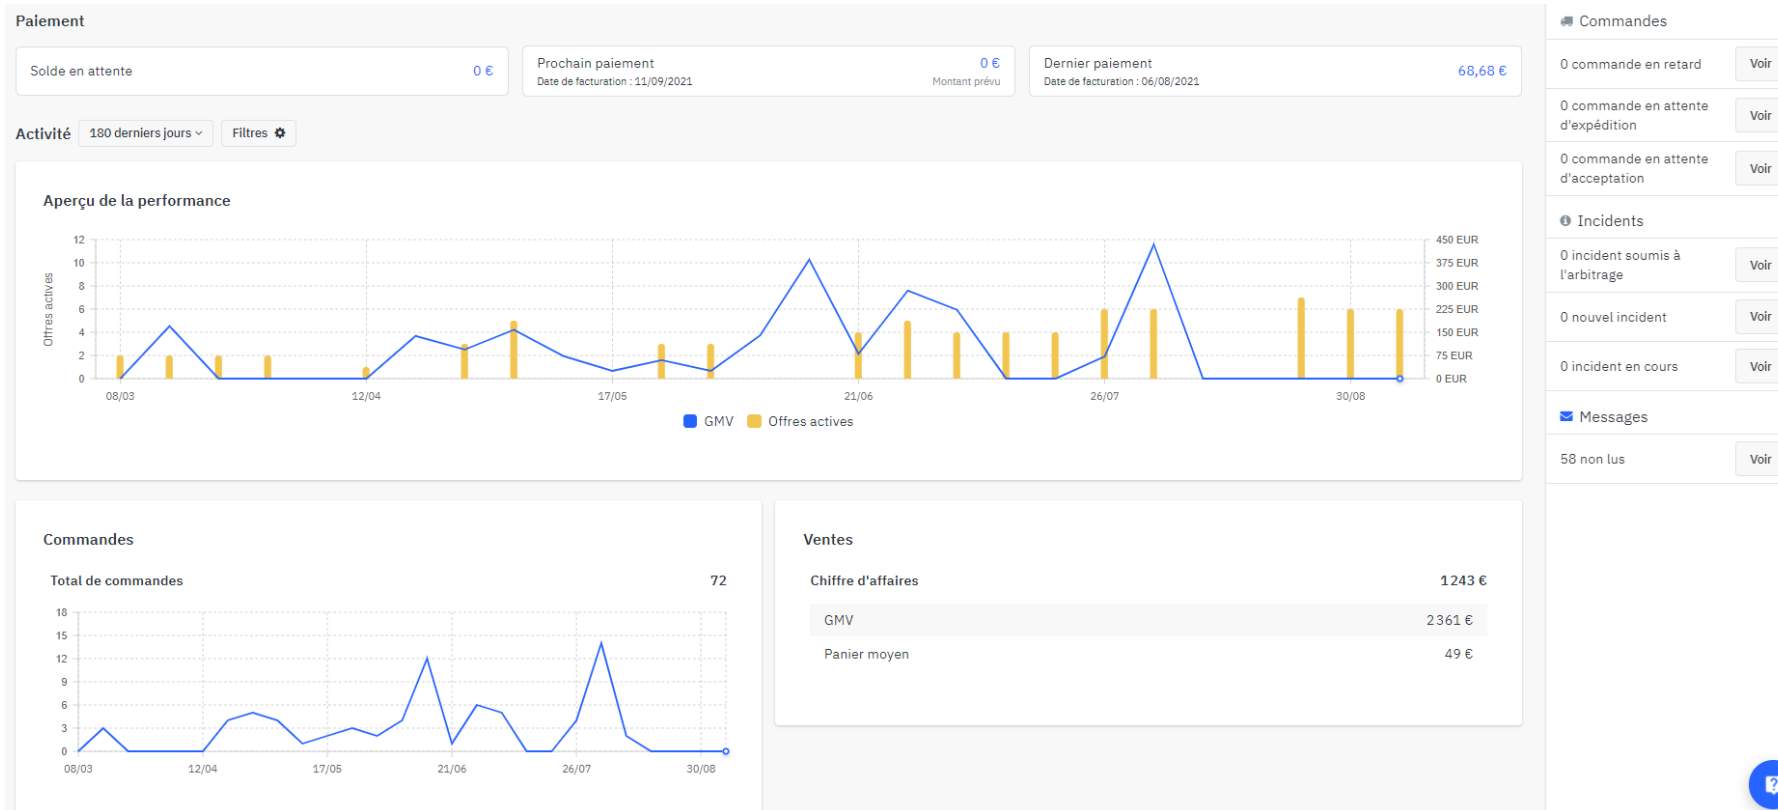 Paiement
Solde en attente
0 €
Prochain paiement
0 €
Date de facturation : 11/09/2021
Montant prévu
Dernier paiement
Date de facturation : 06/08/2021
68,68 €
Activité
180 derniers jours
Filtres
Aperçu de la performance
Offres actives
12
10
8
6
4
2
0
450 EUR
375 EUR
300 EUR
225 EUR
150 EUR
75 EUR
0 EUR
08/03
12/04
17/05
21/06
26/07
30/08
GMV
Offres actives
Commandes
Total de commandes
72
18
15
12
9
6
3
0
08/03
12/04
17/05
21/06
26/07
30/08
Ventes
Chiffre d'affaires
1243 €
GMV
2361 €
Panier moyen
49 €
Commandes
0 commande en retard
Voir
0 commande en attente
d'expédition
Voir
0 commande en attente
d'acceptation
Voir
Incidents
0 incident soumis à
l'arbitrage
Voir
0 nouvel incident
Voir
0 incident en cours
Voir
Messages
58 non lus
Voir
?